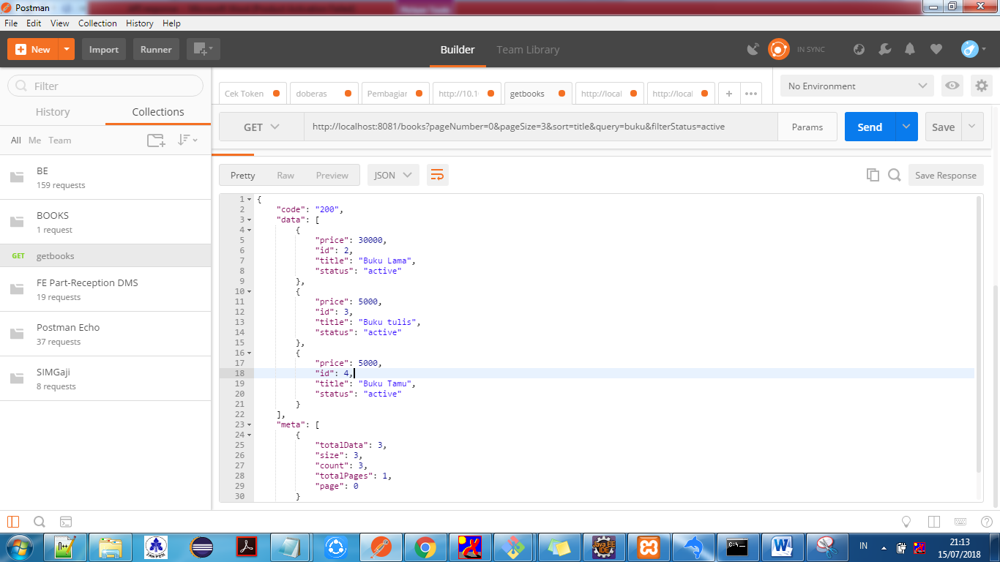 Postman
File Edit View Collection History Help
New Import Runner Builder Team Library IN SYNC
Filter
History Collections
All Me Team
BE
159 requests
BOOKS
1 request
GET getbooks
FE Part-Reception DMS
19 requests
Postman Echo
37 requests
SIMGaji
8 requests
Cek Token doberas Pembagian http://10.1 getbooks http://local http://local + •••
No Environment
GET http://localhost:8081/books?pageNumber=0&pageSize=3&sort=title&query=buku&filterStatus=active Params Send Save
Pretty Raw Preview JSON Save Response
1 {
2 "code": "200",
3 "data": [
4 {
5 "price": 30000,
6 "id": 2,
7 "title": "Buku Lama",
8 "status": "active"
9 },
10 {
11 "price": 5000,
12 "id": 3,
13 "title": "Buku tulis",
14 "status": "active"
15 },
16 {
17 "price": 5000,
18 "id": 4,
19 "title": "Buku Tamu",
20 "status": "active"
21 }
22 ],
23 "meta": [
24 {
25 "totalData": 3,
26 "size": 3,
27 "count": 3,
28 "totalPages": 1,
29 "page": 0
30 }
IN 21:13
15/07/2018